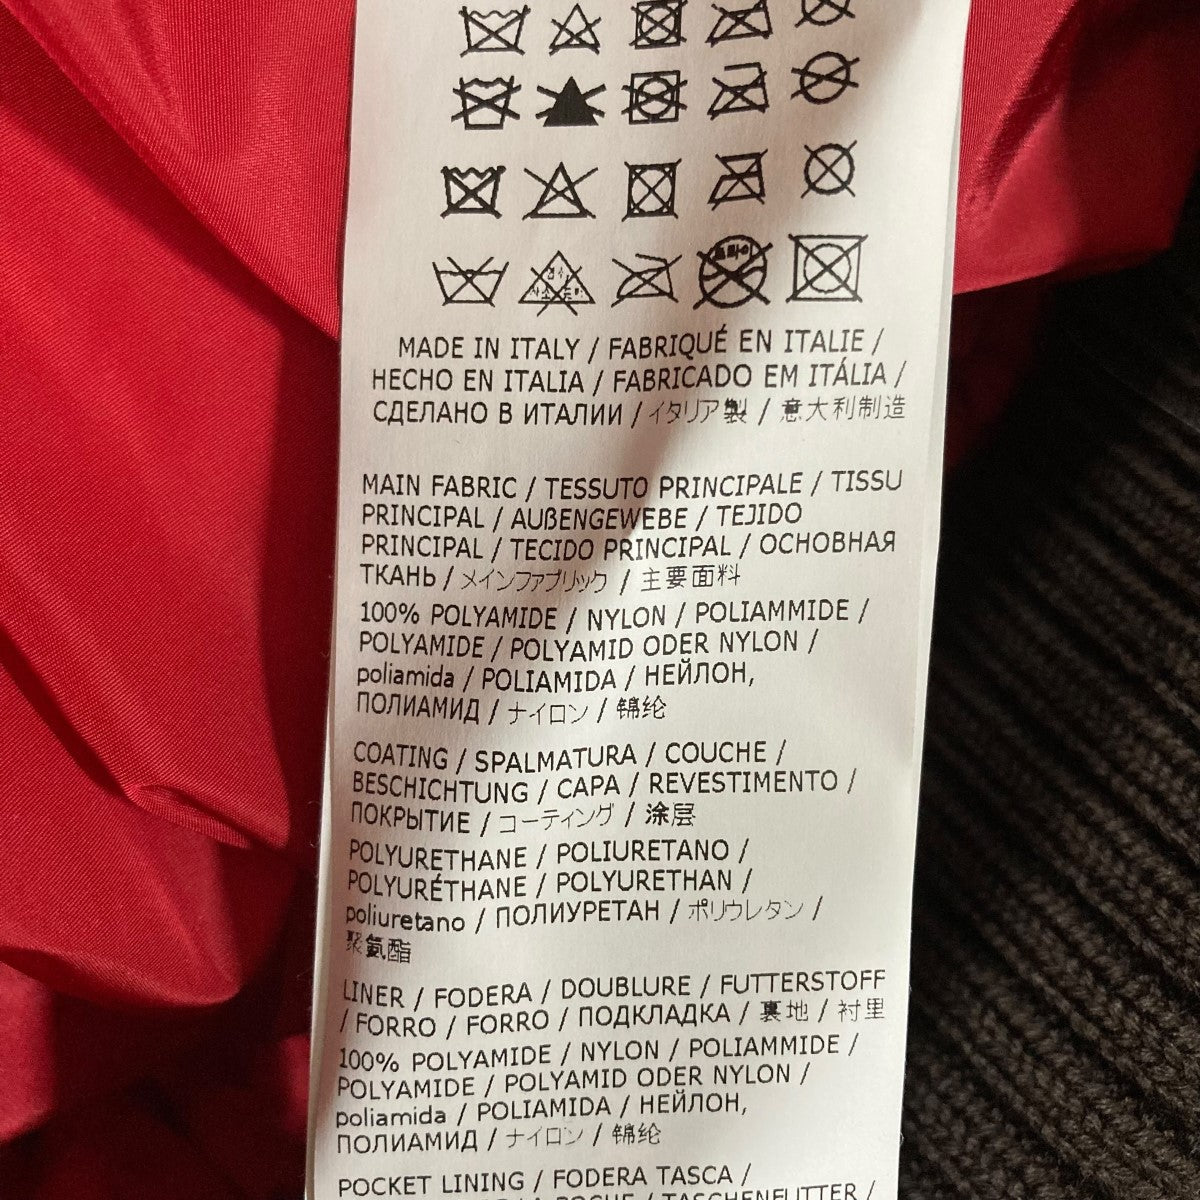 드라이
MADE IN ITALY / FABRIQUÉ EN ITALIE /
HECHO EN ITALIA / FABRICADO EM ITÁLIA /
СДЕЛАНО В ИТАЛИИ / イタリア製 / 意大利制造
MAIN FABRIC / TESSUTO PRINCIPALE / TISSU
PRINCIPAL / AUßENGEWEBE / TEJIDO
PRINCIPAL / TECIDO PRINCIPAL / ОСНОВНАЯ
ТКАНЬ / メインファブリック / 主要面料
100% POLYAMIDE / NYLON / POLIAMMIDE /
POLYAMIDE / POLYAMID ODER NYLON /
poliamida / POLIAMIDA / НЕЙЛОН,
ПОЛИАМИД / ナイロン / 锦纶
COATING / SPALMATURA / COUCHE /
BESCHICHTUNG / CAPA / REVESTIMENTO /
ПОКРЫТИЕ / コーティング / 涂层
POLYURETHANE / POLIURETANO /
POLYURÉTHANE / POLYURETHAN /
poliuretano / ПОЛИУРЕТАН / ポリウレタン /
聚氨酯
LINER / FODERA / DOUBLURE / FUTTERSTOFF
/ FORRO / FORRO / ПОДКЛАДКА / 裏地 / 衬里
100% POLYAMIDE / NYLON / POLIAMMIDE /
POLYAMIDE / POLYAMID ODER NYLON /
poliamida / POLIAMIDA / НЕЙЛОН,
ПОЛИАМИД / ナイロン / 锦纶
POCKET LINING / FODERA TASCA /
POCHE / TASCHENFUTTER /